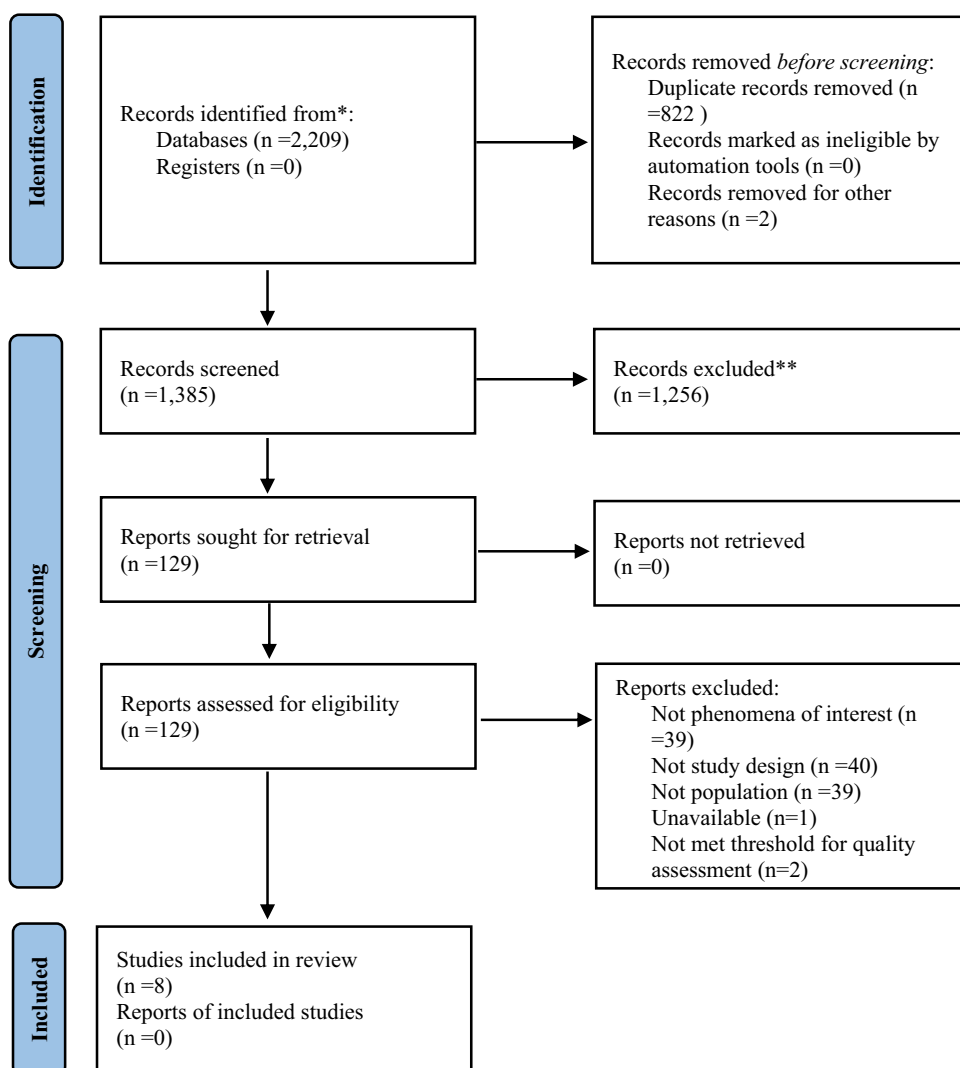 Identification
Records identified from*:
Databases (n =2,209)
Registers (n =0)
Records removed before screening:
Duplicate records removed (n
=822 )
Records marked as ineligible by
automation tools (n =0)
Records removed for other
reasons (n =2)
Screening
Records screened
(n =1,385)
Records excluded**
(n =1,256)
Reports sought for retrieval
(n =129)
Reports not retrieved
(n =0)
Reports assessed for eligibility
(n =129)
Reports excluded:
Not phenomena of interest (n
=39)
Not study design (n =40)
Not population (n =39)
Unavailable (n=1)
Not met threshold for quality
assessment (n=2)
Included
Studies included in review
(n =8)
Reports of included studies
(n =0)